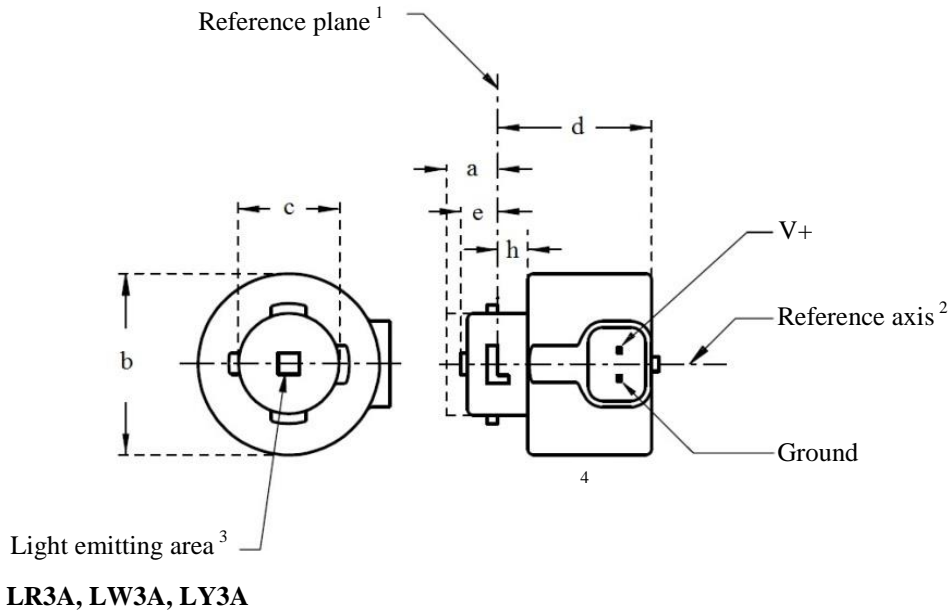 Reference plane 1
d
a
c
e
V+
h
Reference axis 2
b
L
Ground
4
Light emitting area 3
LR3A, LW3A, LY3A